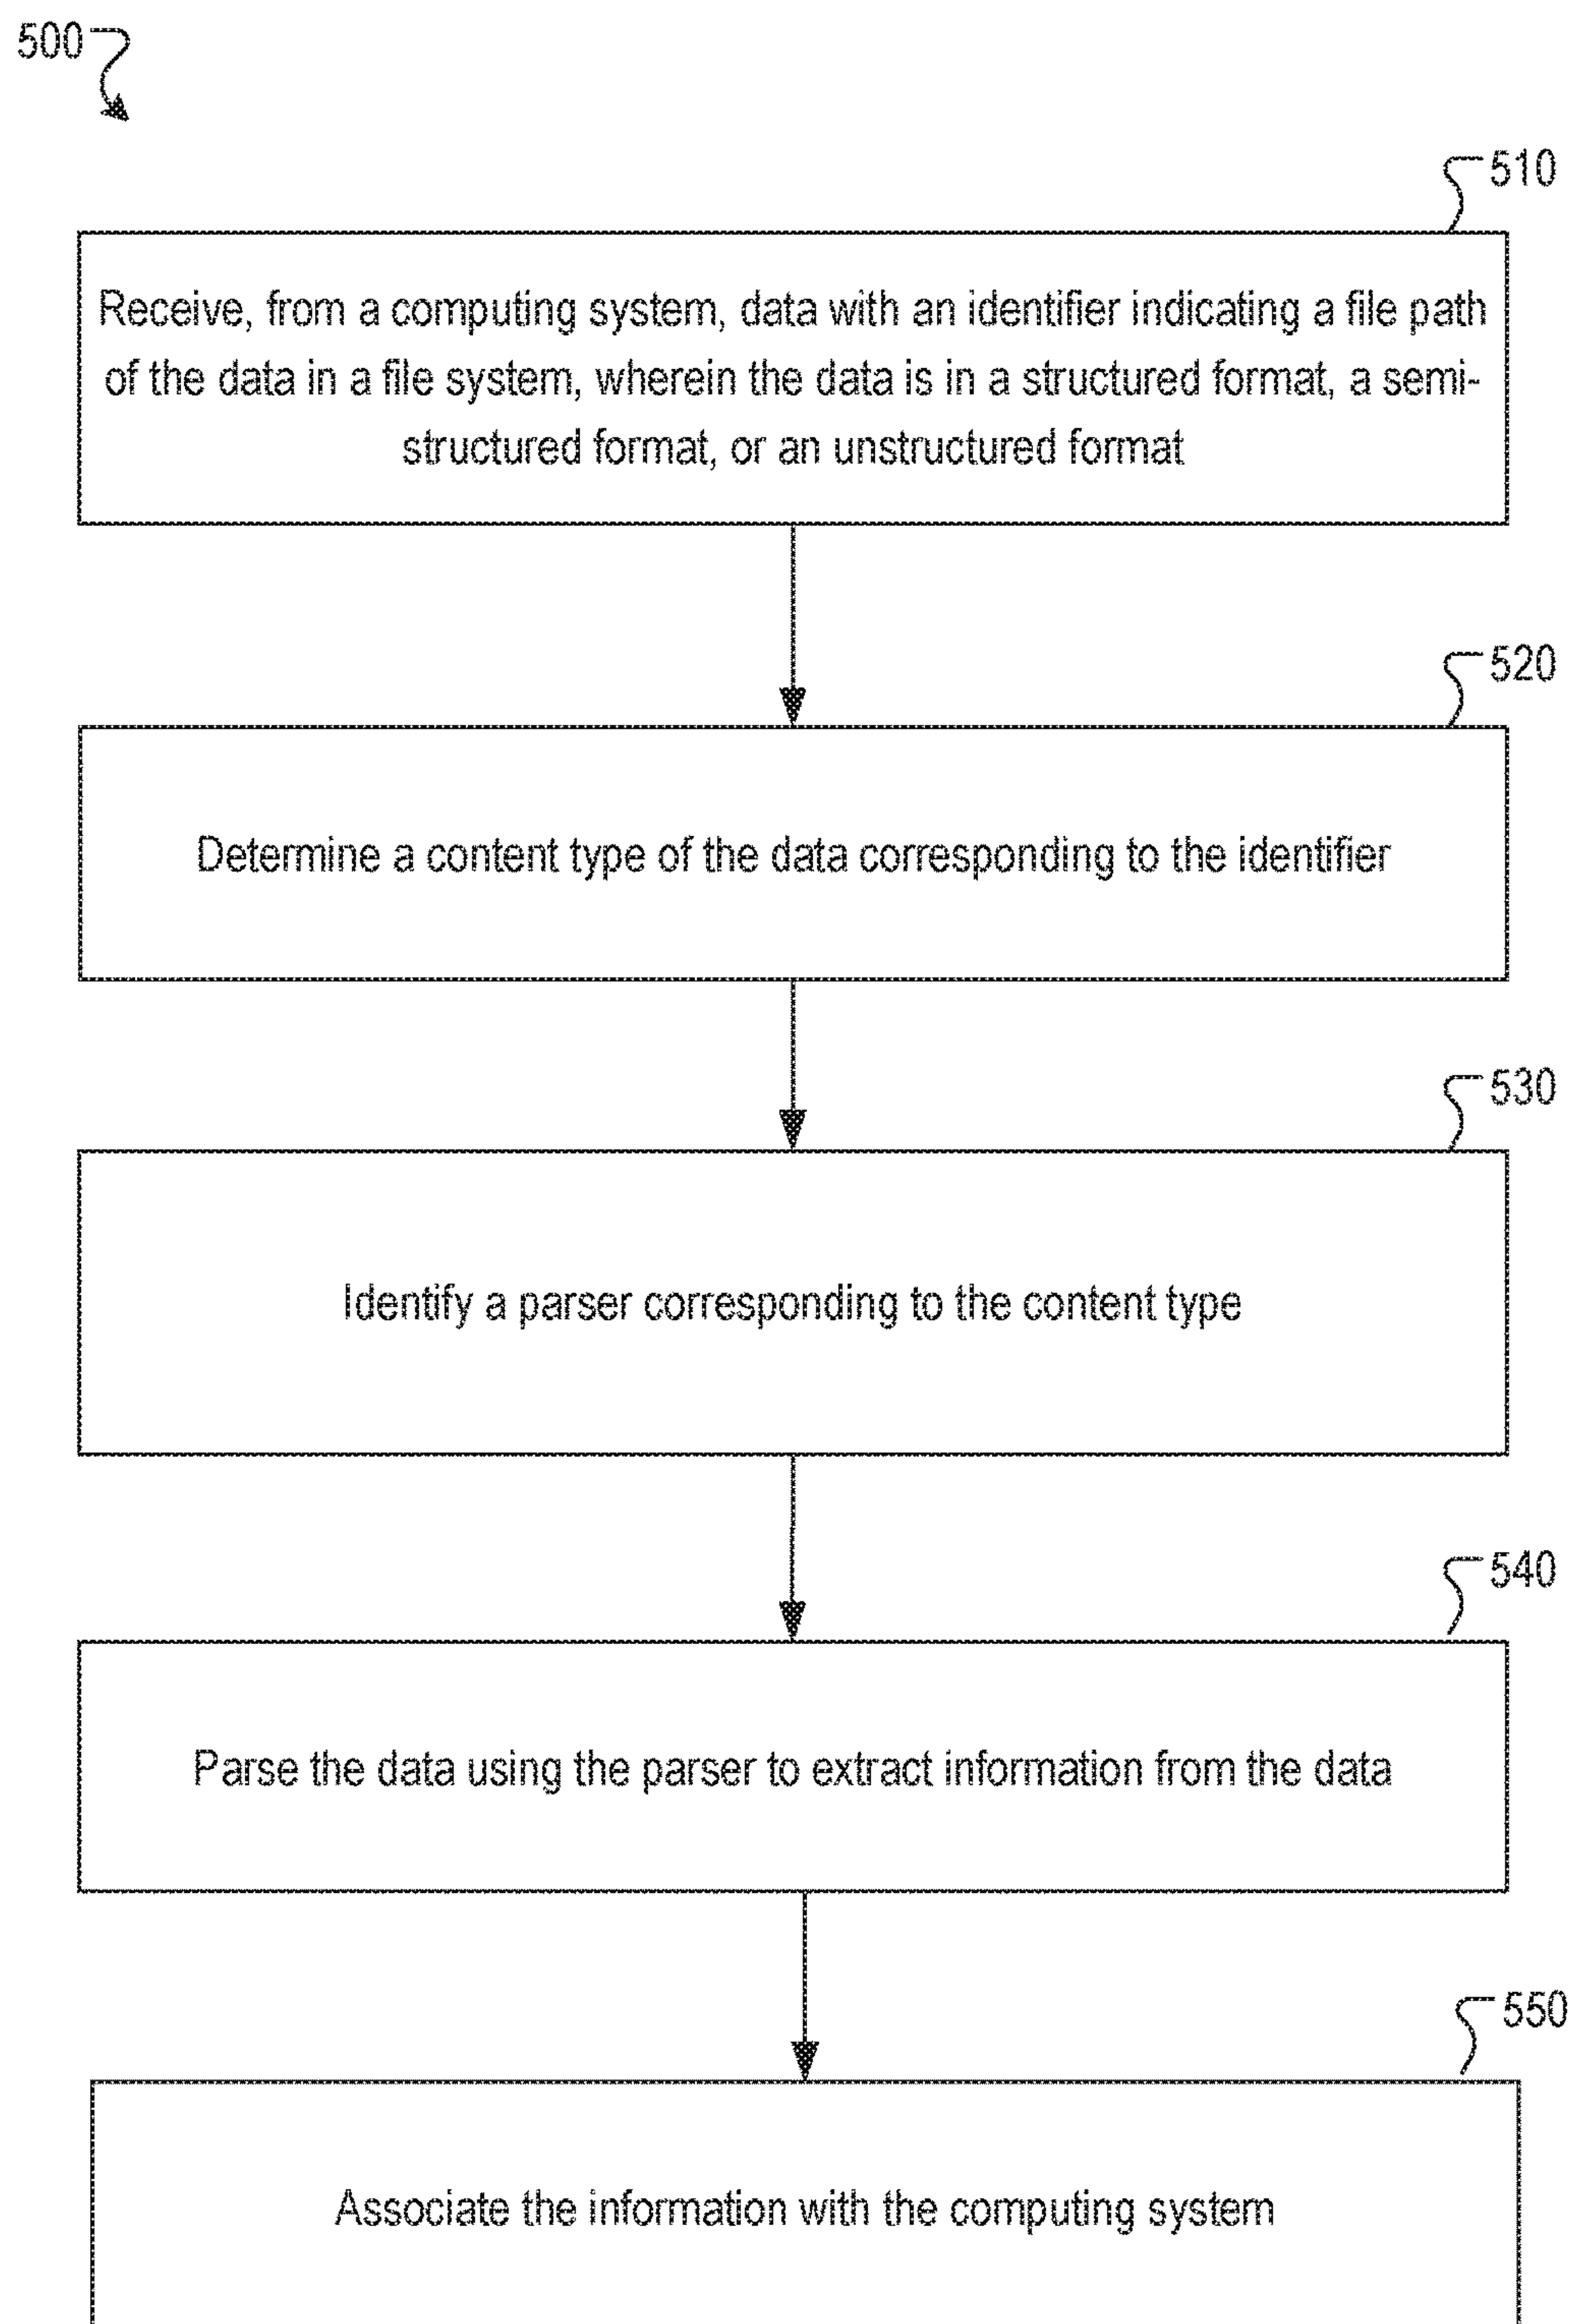 500
510
Receive, from a computing system, data with an identifier indicating a file path
of the data in a file system, wherein the data is in a structured format, a semi-
structured format, or an unstructured format
520
Determine a content type of the data corresponding to the identifier
530
Identify a parser corresponding to the content type
540
Parse the data using the parser to extract information from the data
550
Associate the information with the computing system